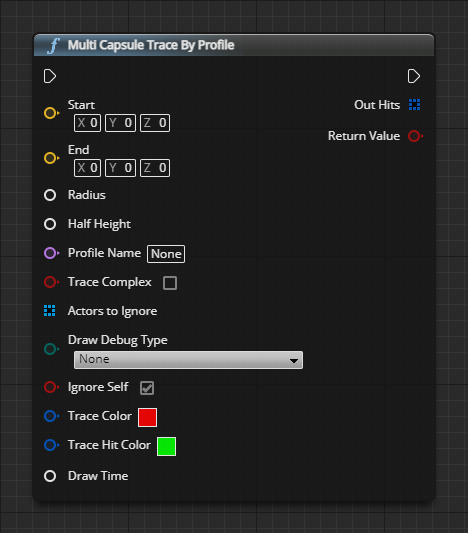 Multi Capsule Trace By Profile
Start
Out Hits
X 0 Y 0 Z 0
Return Value
End
X 0 Y 0 Z 0
Radius
Half Height
Profile Name None
Trace Complex
Actors to Ignore
Draw Debug Type
None
Ignore Self
Trace Color
Trace Hit Color
Draw Time